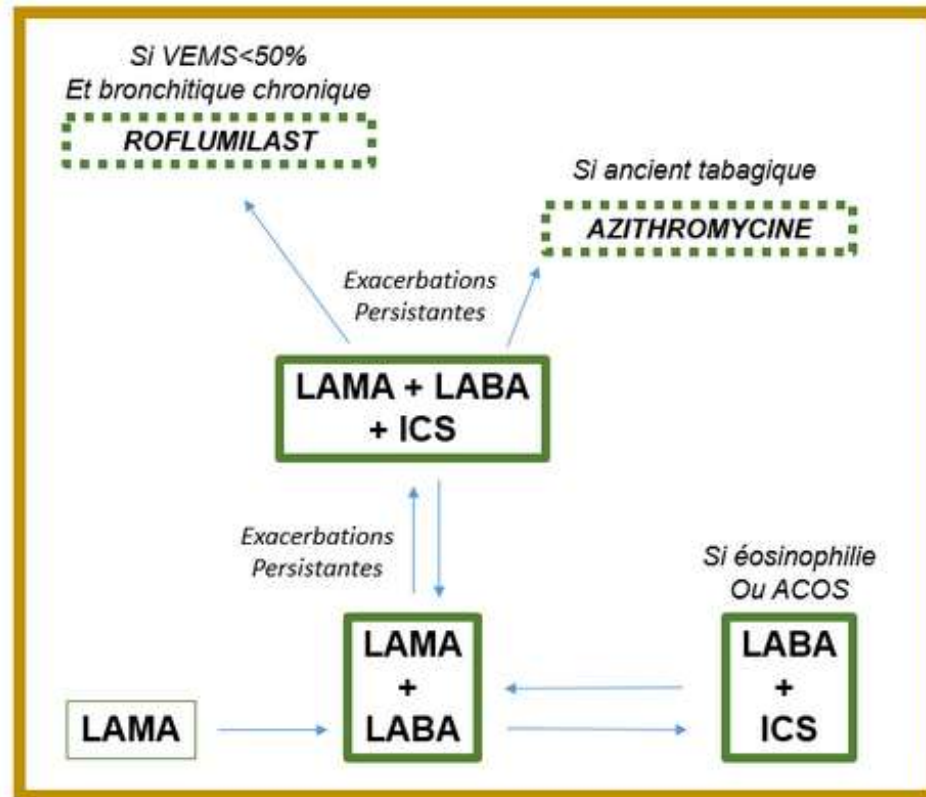 Si VEMS<50%
Et bronchitique chronique
ROFLUMILAST
Si ancient tabagique
AZITHROMYCINE
Exacerbations
Persistantes
LAMA + LABA
+ ICS
Exacerbations
Persistantes
Si éosinophilie
Ou ACOS
LAMA
LAMA
+
LABA
LABA
+
ICS